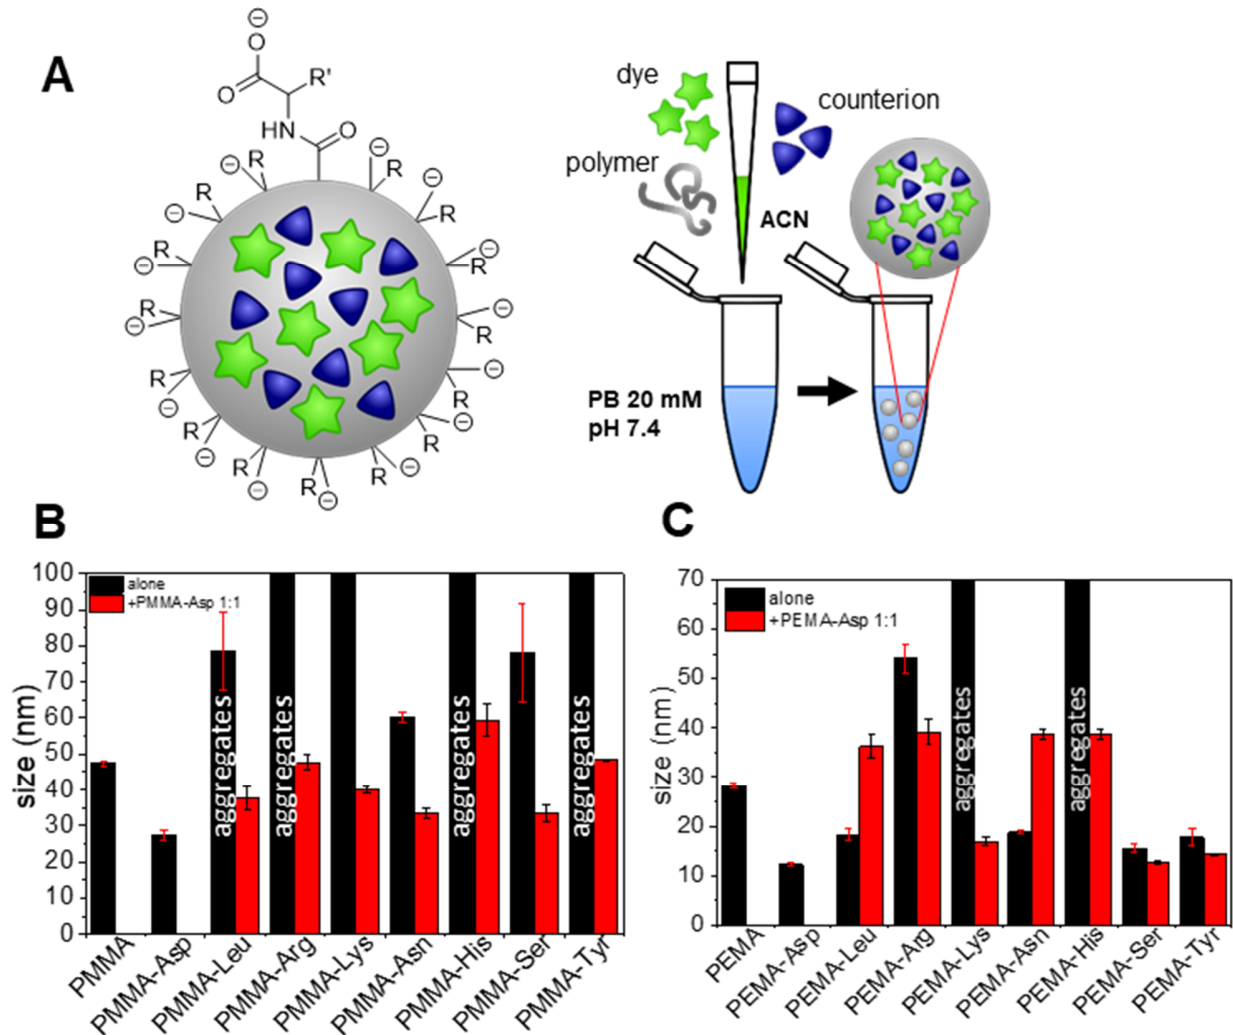 A
⊖
O
O
R'
HN
O
R
⊖
R
⊖
R
⊖
R
⊖
R
⊖
R
⊖
R
⊖
R
⊖
R
⊖
R
⊖
R
⊖
R
⊖
R
⊖
R
⊖
R
⊖
dye
counterion
polymer
ACN
PB 20 mM
pH 7.4
B
size (nm)
100
90
80
70
60
50
40
30
20
10
0
alone
+PMMA-Asp 1:1
aggregates
aggregates
aggregates
aggregates
PMMA
PMMA-Asp
PMMA-Leu
PMMA-Arg
PMMA-Lys
PMMA-Asn
PMMA-His
PMMA-Ser
PMMA-Tyr
C
size (nm)
70
60
50
40
30
20
10
0
alone
+PEMA-Asp 1:1
aggregates
aggregates
PEMA
PEMA-Asp
PEMA-Leu
PEMA-Arg
PEMA-Lys
PEMA-Asn
PEMA-His
PEMA-Ser
PEMA-Tyr